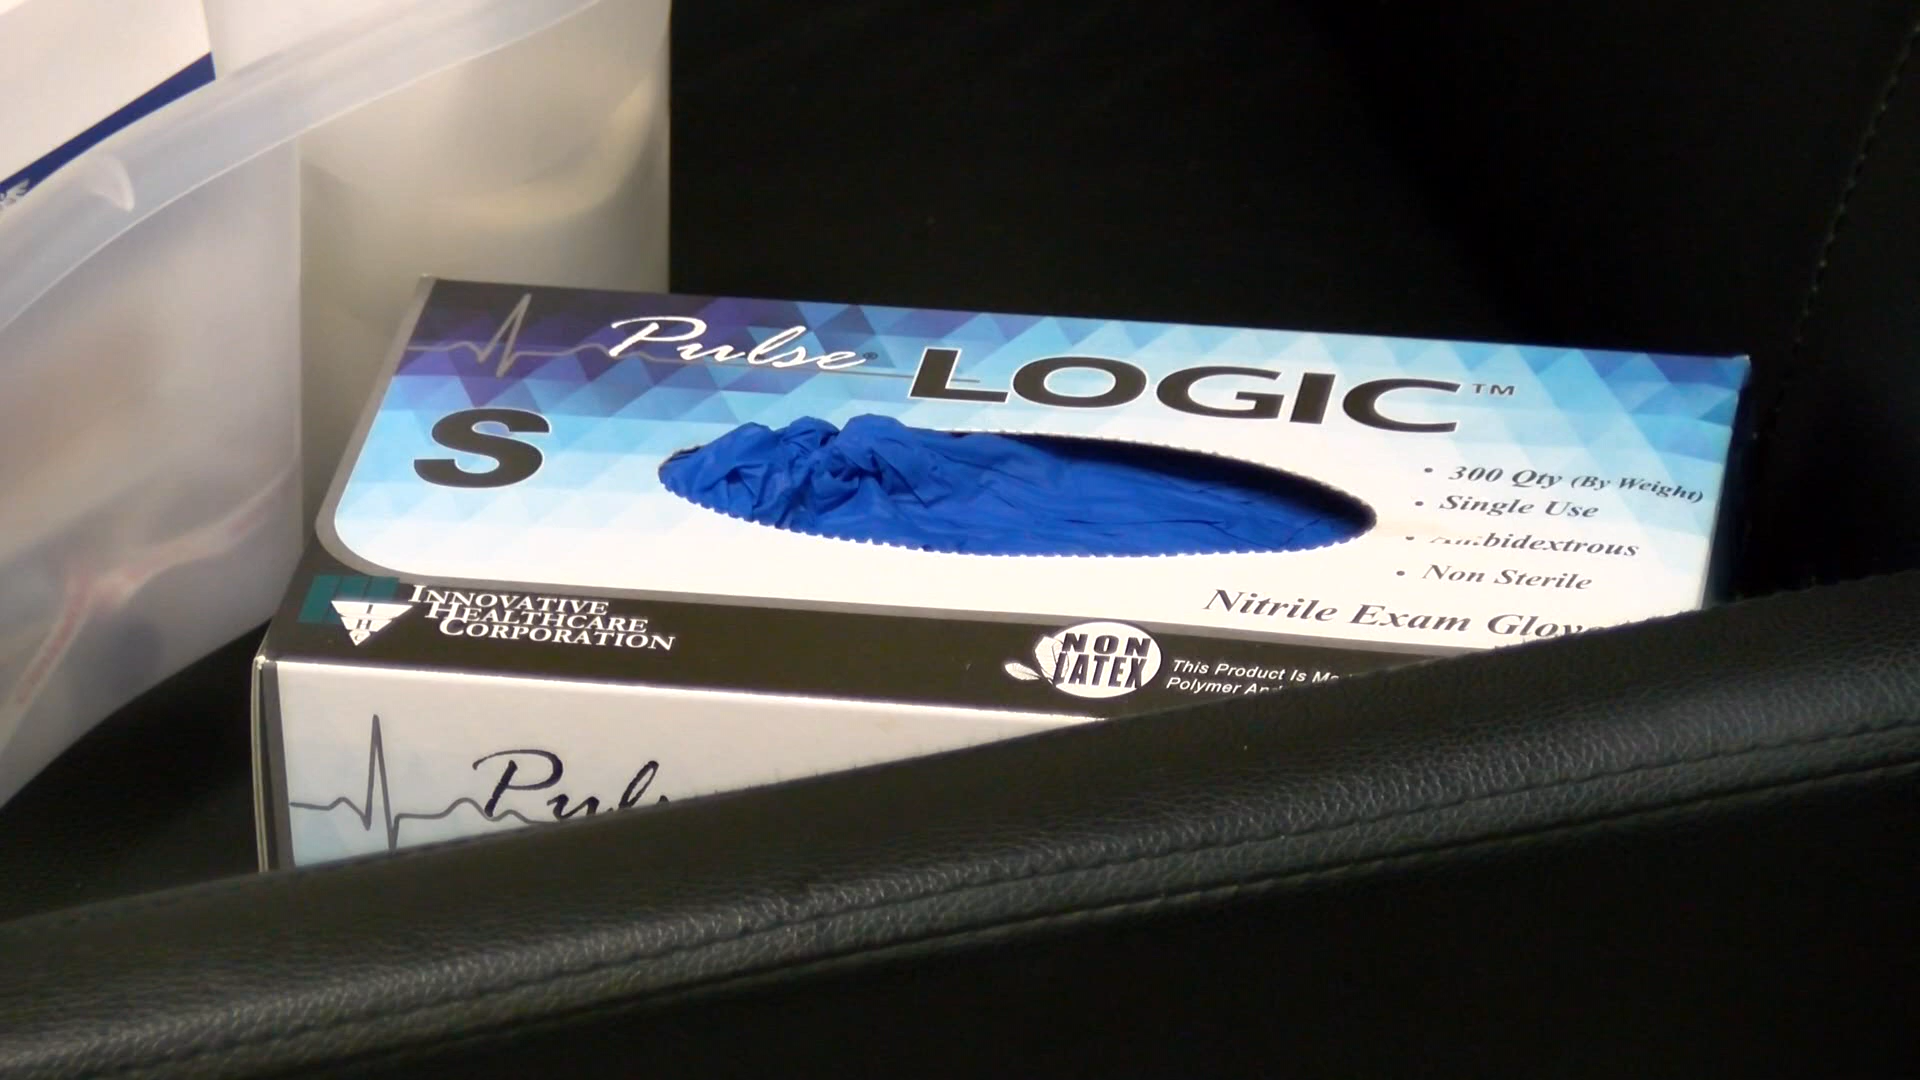 Pulse® LOGIC™
S
• 300 Qty (By Weight)
• Single Use
• Ambidextrous
• Non Sterile
Nitrile Exam
INNOVATIVE
HEALTHCARE
CORPORATION
I
H
C
NON
LATEX
This Product Is
Polymer